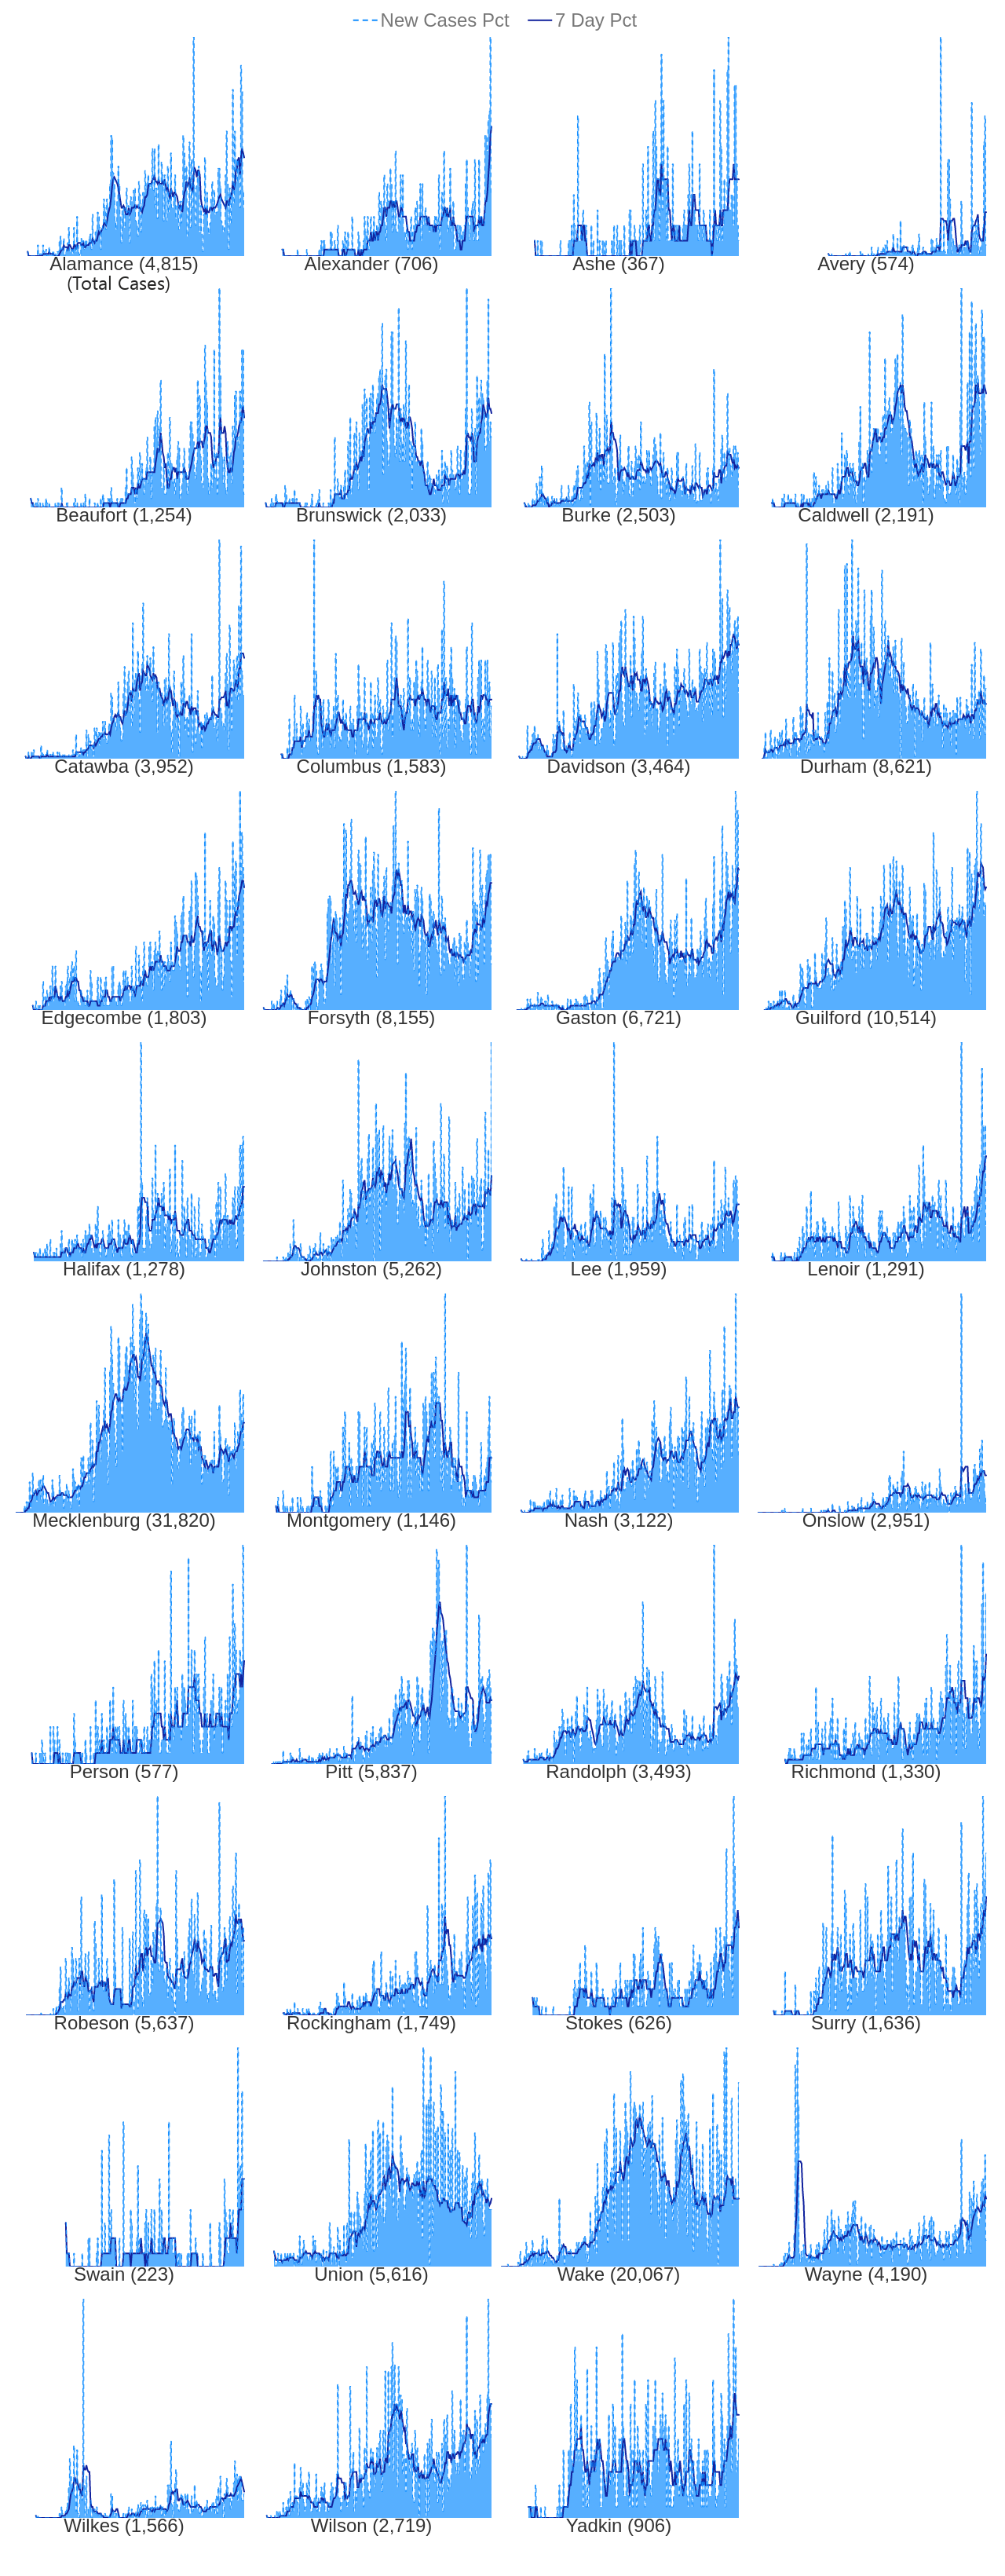 New Cases Pct 7 Day Pct
Alamance (4,815) Alexander (706) Ashe (367) Avery (574)
(Total Cases)
Beaufort (1,254) Brunswick (2,033) Burke (2,503) Caldwell (2,191)
Catawba (3,952) Columbus (1,583) Davidson (3,464) Durham (8,621)
Edgecombe (1,803) Forsyth (8,155) Gaston (6,721) Guilford (10,514)
Halifax (1,278) Johnston (5,262) Lee (1,959) Lenoir (1,291)
Mecklenburg (31,820) Montgomery (1,146) Nash (3,122) Onslow (2,951)
Person (577) Pitt (5,837) Randolph (3,493) Richmond (1,330)
Robeson (5,637) Rockingham (1,749) Stokes (626) Surry (1,636)
Swain (223) Union (5,616) Wake (20,067) Wayne (4,190)
Wilkes (1,566) Wilson (2,719) Yadkin (906)